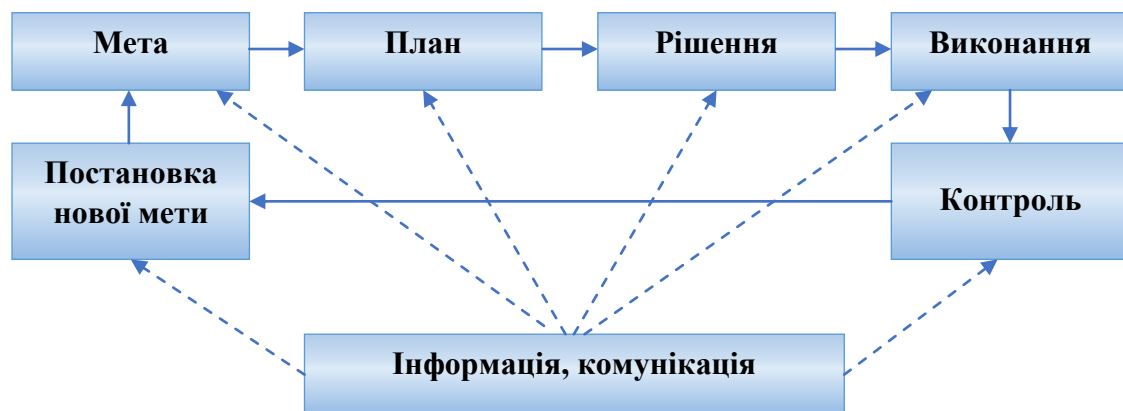 Мета
План
Рішення
Виконання
Постановка
нової мети
Контроль
Інформація, комунікація